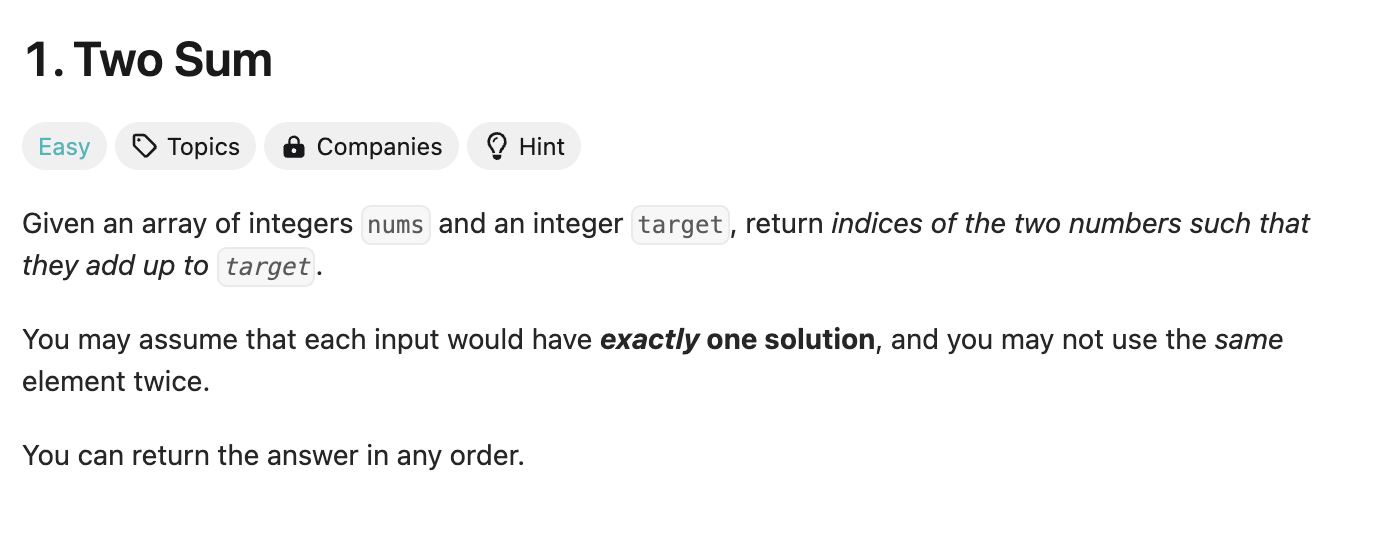 1. Two Sum
Easy Topics Companies Hint
Given an array of integers nums and an integer target, return indices of the two numbers such that
they add up to target.
You may assume that each input would have exactly one solution, and you may not use the same
element twice.
You can return the answer in any order.